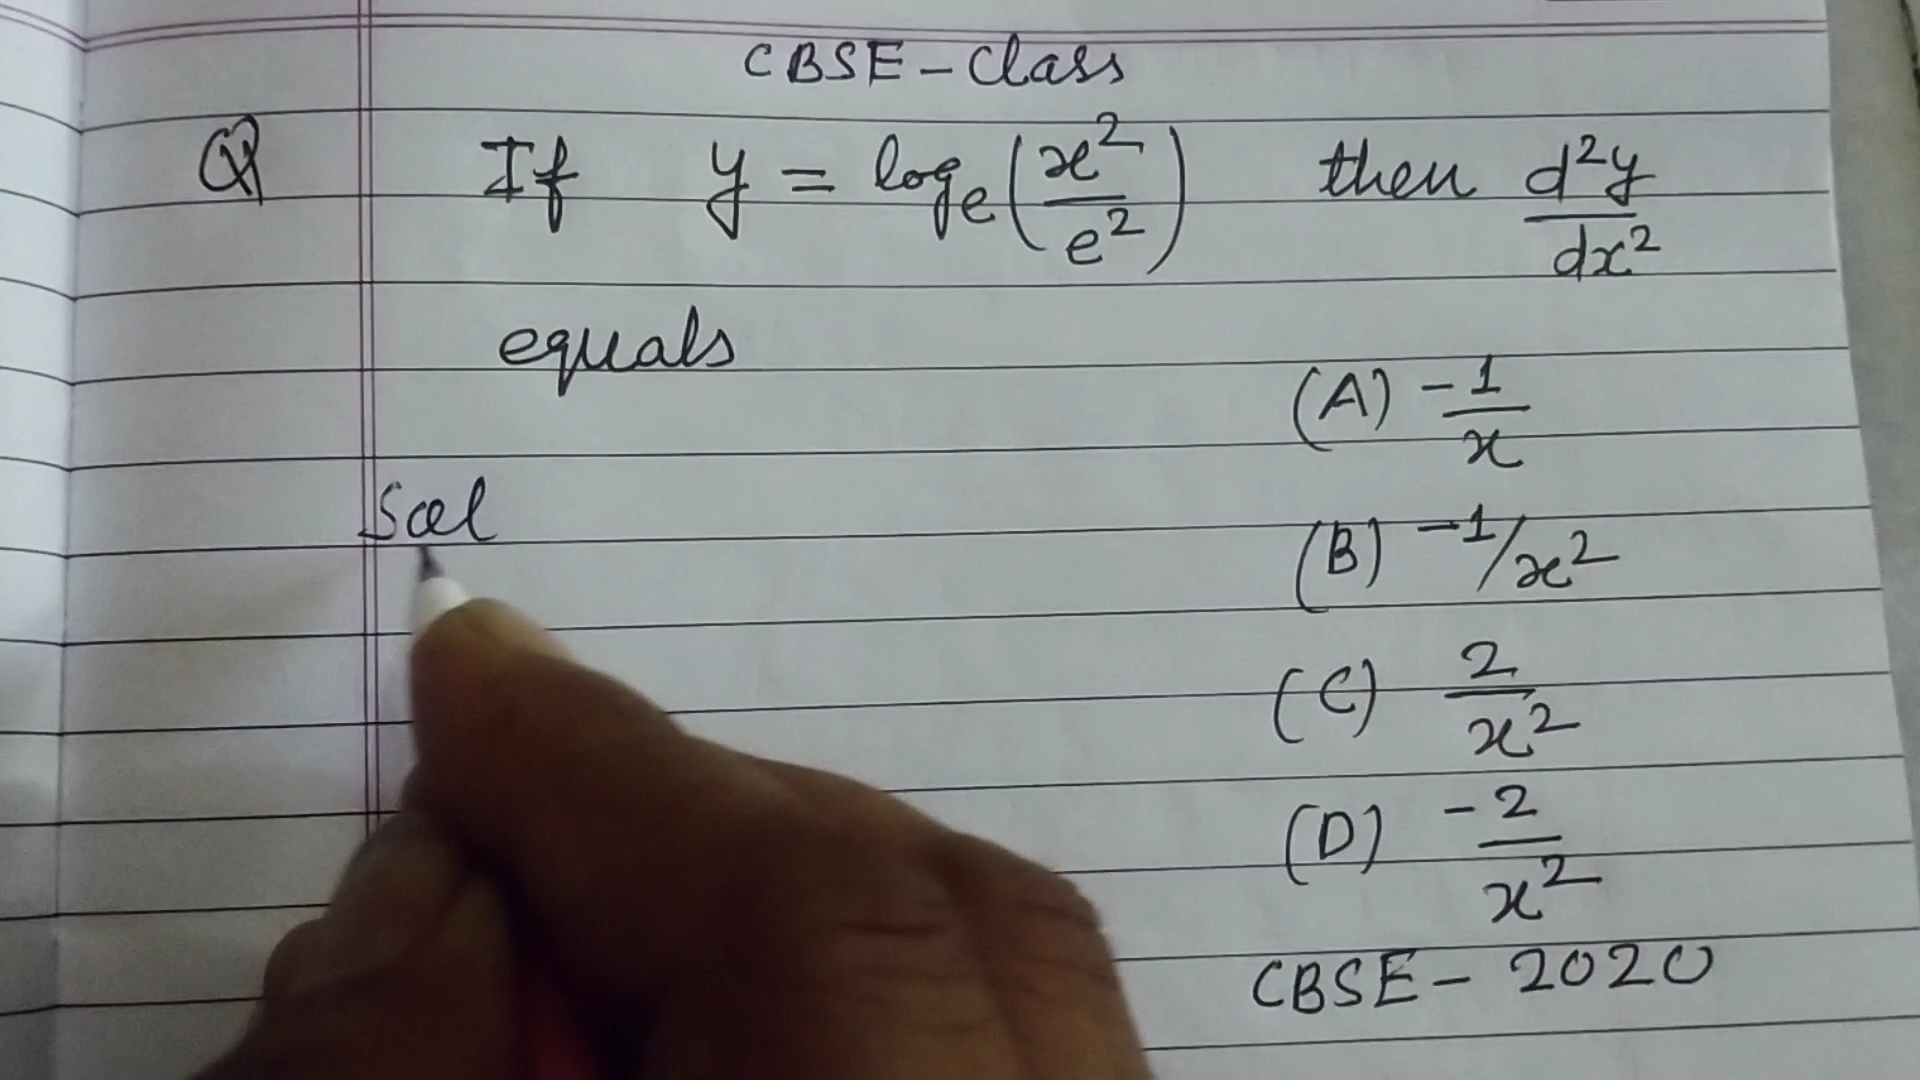 CBSE - Class
Q If y = logₑ(x²/e²) then d²y/dx²
equals
(A) -1/x
Sol
(B) -1/x²
(C) 2/x²
(D) -2/x²
CBSE - 2020